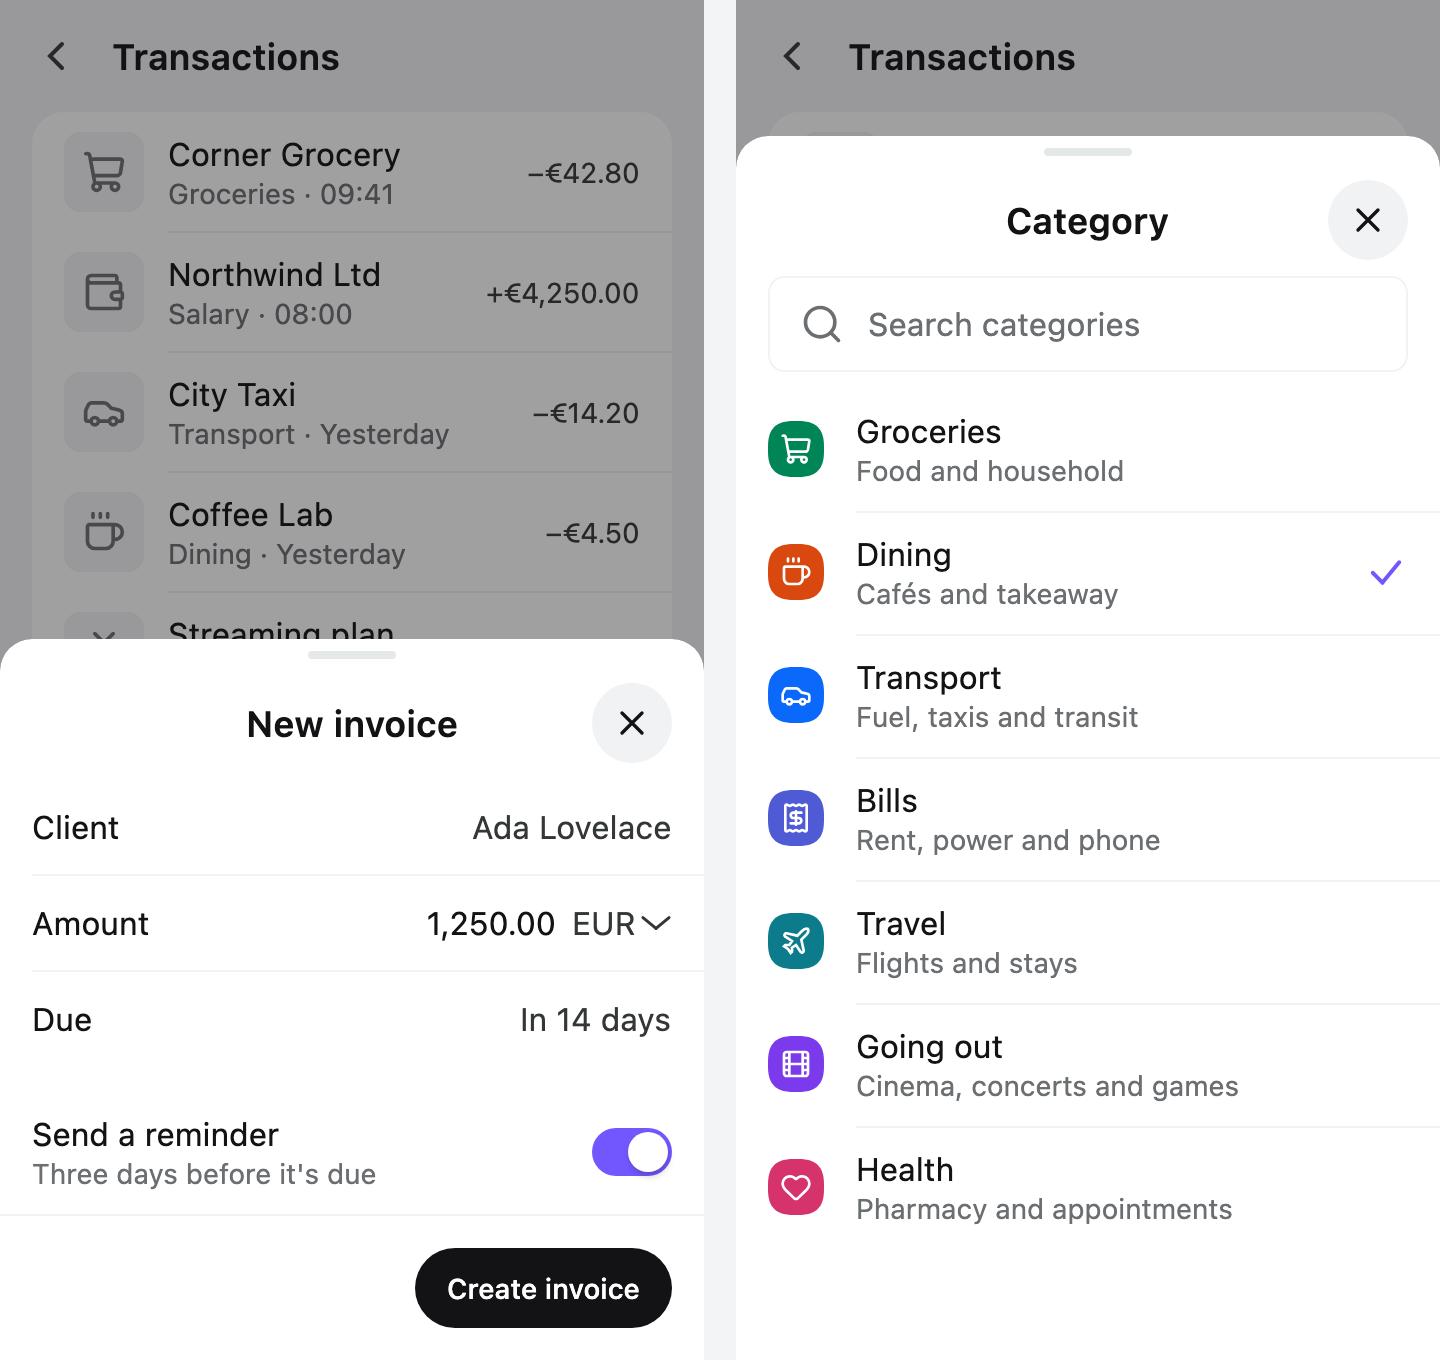 Transactions
Corner Grocery
Groceries · 09:41
−€42.80
Northwind Ltd
Salary · 08:00
+€4,250.00
City Taxi
Transport · Yesterday
−€14.20
Coffee Lab
Dining · Yesterday
−€4.50
Streaming plan
New invoice
Client
Ada Lovelace
Amount
1,250.00 EUR
Due
In 14 days
Send a reminder
Three days before it's due
Create invoice
Transactions
Category
Search categories
Groceries
Food and household
Dining
Cafés and takeaway
Transport
Fuel, taxis and transit
Bills
Rent, power and phone
Travel
Flights and stays
Going out
Cinema, concerts and games
Health
Pharmacy and appointments